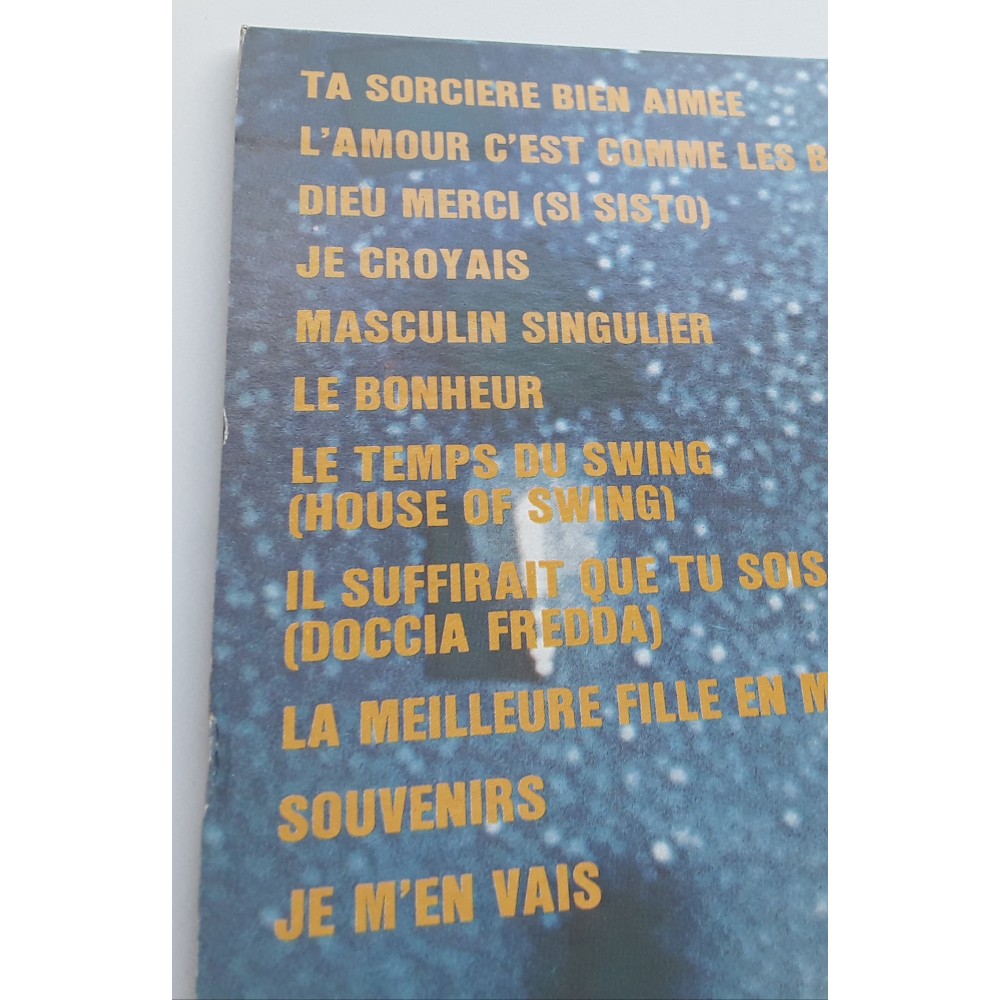 TA SORCIERE BIEN AIMEE
L'AMOUR C'EST COMME LES
DIEU MERCI (SI SISTO)
JE CROYAIS
MASCULIN SINGULIER
LE BONHEUR
LE TEMPS DU SWING
(HOUSE OF SWING)
IL SUFFIRAIT QUE TU SOIS
(DOCCIA FREDDA)
LA MEILLEURE FILLE EN
SOUVENIRS
JE M'EN VAIS